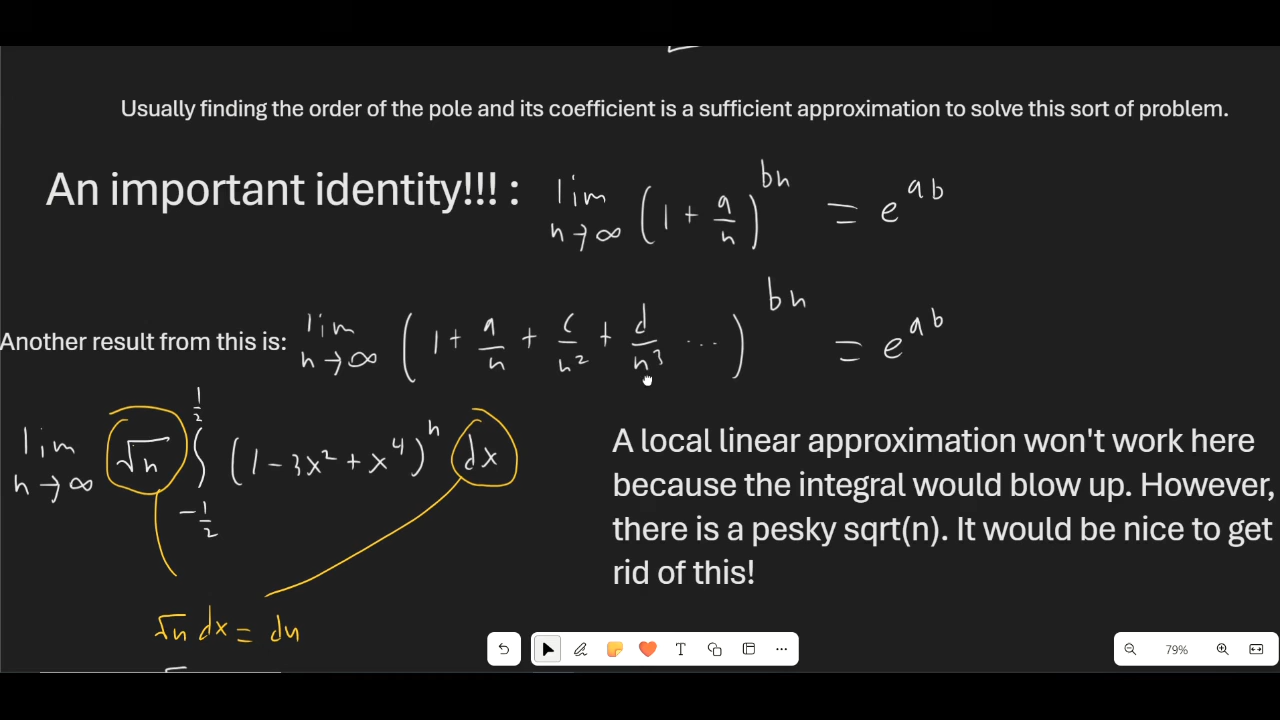 Usually finding the order of the pole and its coefficient is a sufficient approximation to solve this sort of problem.
An important identity!!! : lim n→∞ (1 + a/n)^bn = e^ab
Another result from this is: lim n→∞ (1 + a/n + c/n² + d/n³ ...)^bn = e^ab
lim n→∞ √n ∫_{-1/2}^{1/2} (1 - 3x² + x⁴)^n dx
A local linear approximation won't work here
because the integral would blow up. However,
there is a pesky sqrt(n). It would be nice to get
rid of this!
√n dx = du
T
79%